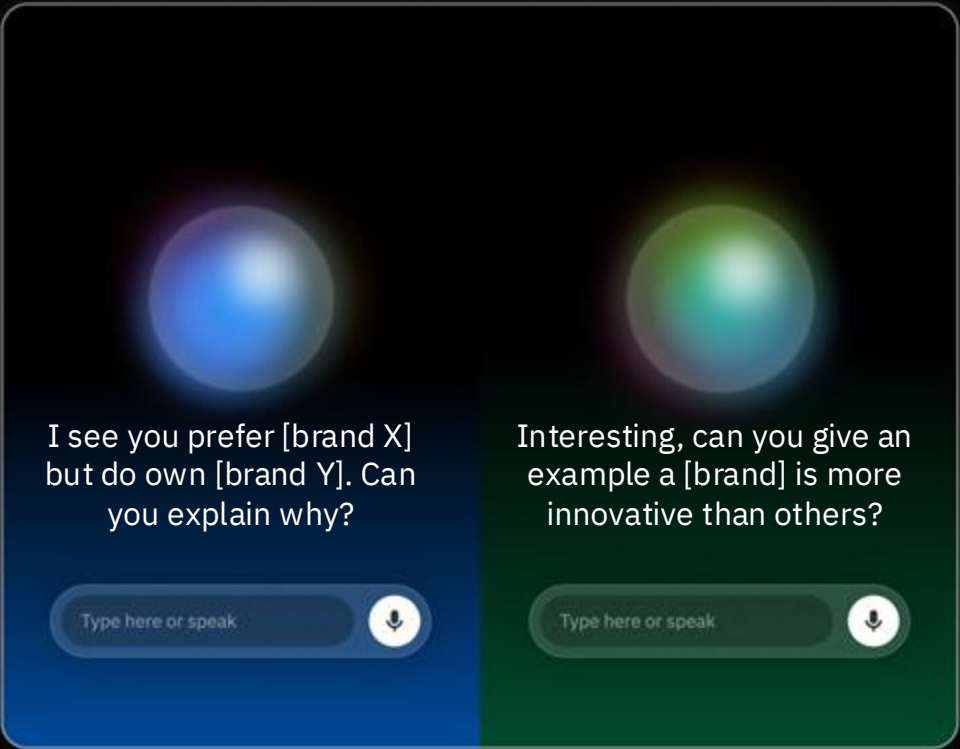 I see you prefer [brand X]
but do own [brand Y]. Can
you explain why?
Type here or speak
Interesting, can you give an
example a [brand] is more
innovative than others?
Type here or speak